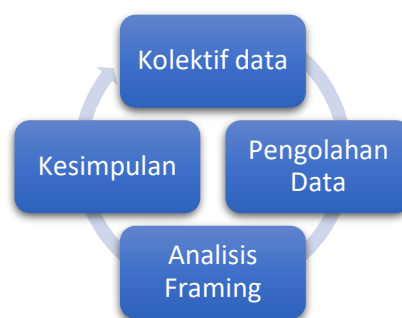 Kolektif data
Pengolahan
Data
Analisis
Framing
Kesimpulan